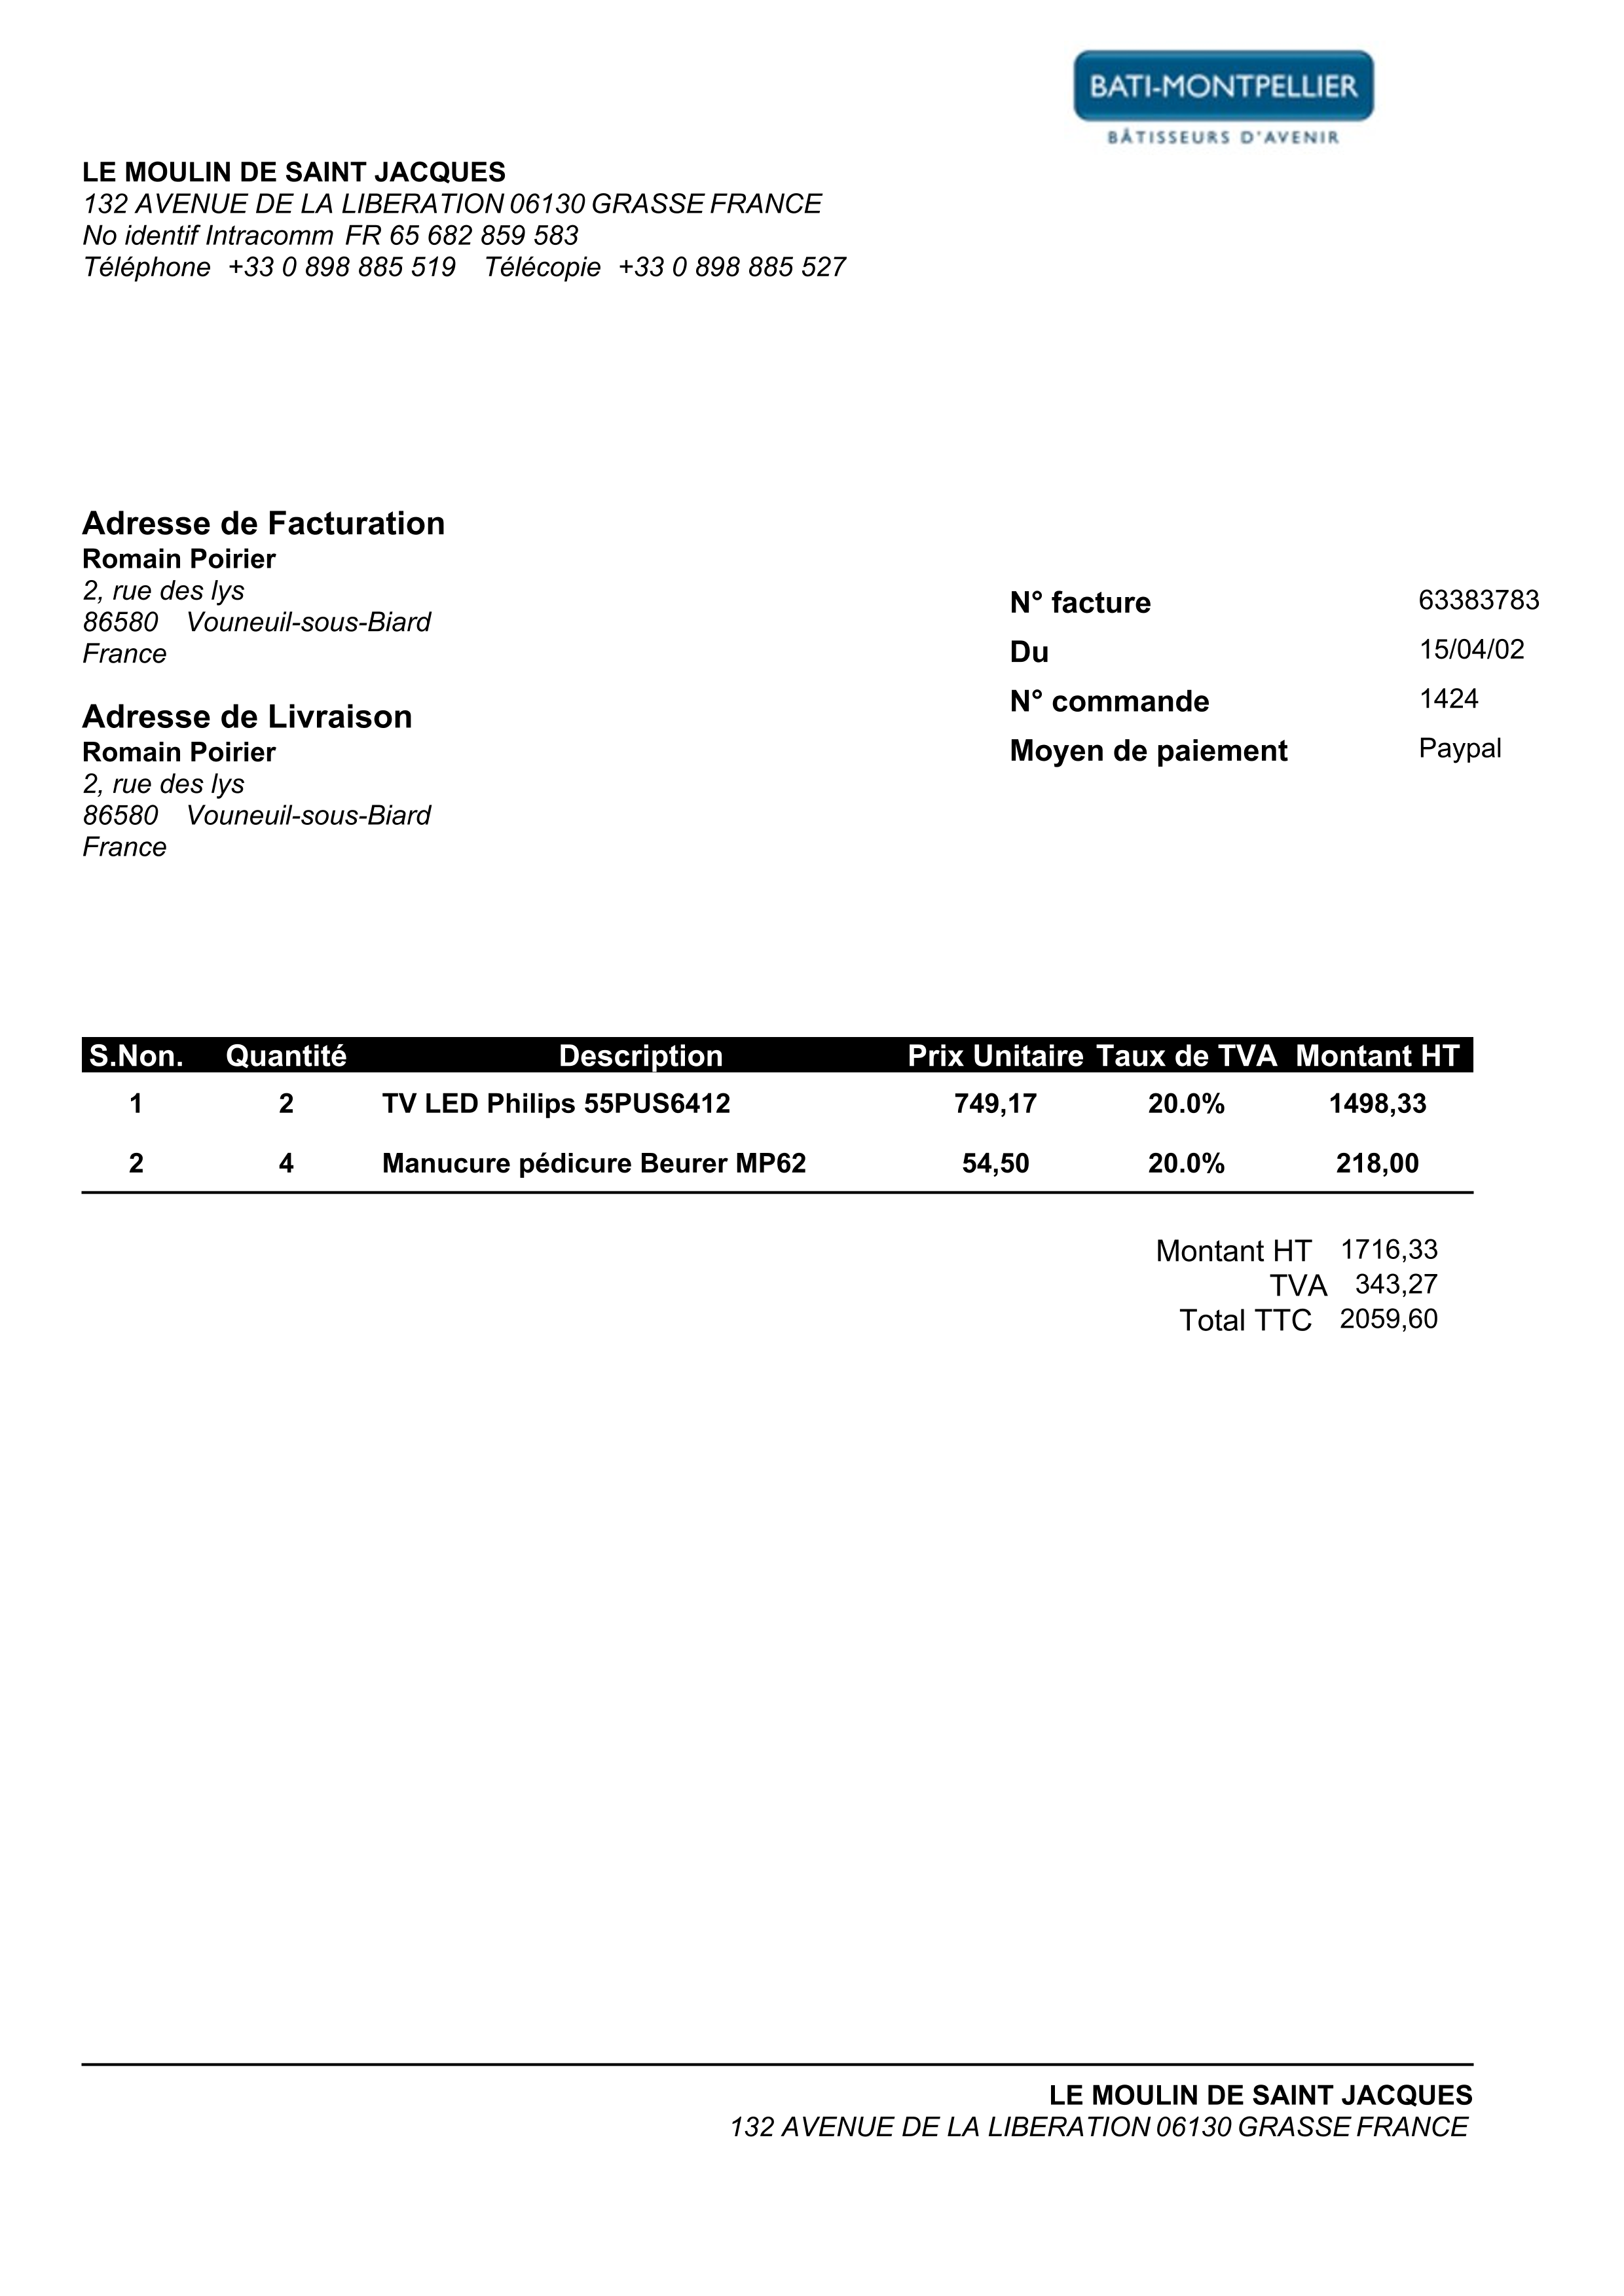 BATI-MONTPELLIER
BÂTISSEURS D'AVENIR
LE MOULIN DE SAINT JACQUES
132 AVENUE DE LA LIBERATION 06130 GRASSE FRANCE
No identif Intracomm FR 65 682 859 583
Téléphone +33 0 898 885 519 Télécopie +33 0 898 885 527
Adresse de Facturation
Romain Poirier
2, rue des lys
86580 Vouneuil-sous-Biard
France
N° facture 63383783
Du 15/04/02
N° commande 1424
Moyen de paiement Paypal
Adresse de Livraison
Romain Poirier
2, rue des lys
86580 Vouneuil-sous-Biard
France
S.Non. Quantité Description Prix Unitaire Taux de TVA Montant HT
1 2 TV LED Philips 55PUS6412 749,17 20.0% 1498,33
2 4 Manucure pédicure Beurer MP62 54,50 20.0% 218,00
Montant HT 1716,33
TVA 343,27
Total TTC 2059,60
LE MOULIN DE SAINT JACQUES
132 AVENUE DE LA LIBERATION 06130 GRASSE FRANCE